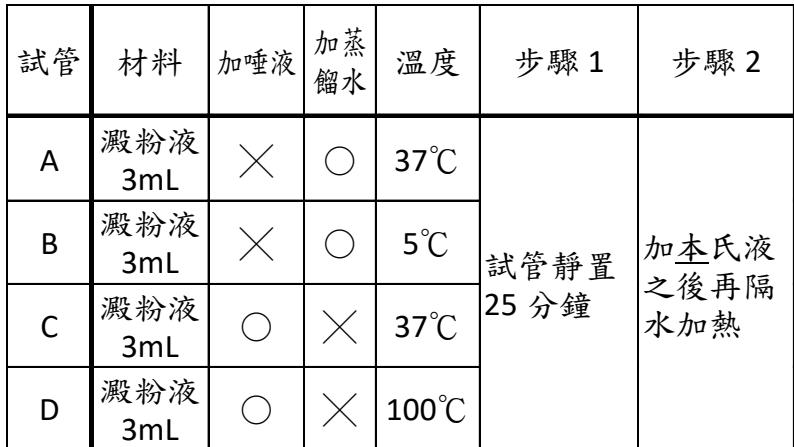 試管 材料 加唾液 加蒸餾水 溫度 步驟 1 步驟 2
A 澱粉液 3mL ╳ ○ 37℃ 試管靜置 25 分鐘 加本氏液之後再隔水加熱
B 澱粉液 3mL ╳ ○ 5℃
C 澱粉液 3mL ○ ╳ 37℃
D 澱粉液 3mL ○ ╳ 100℃